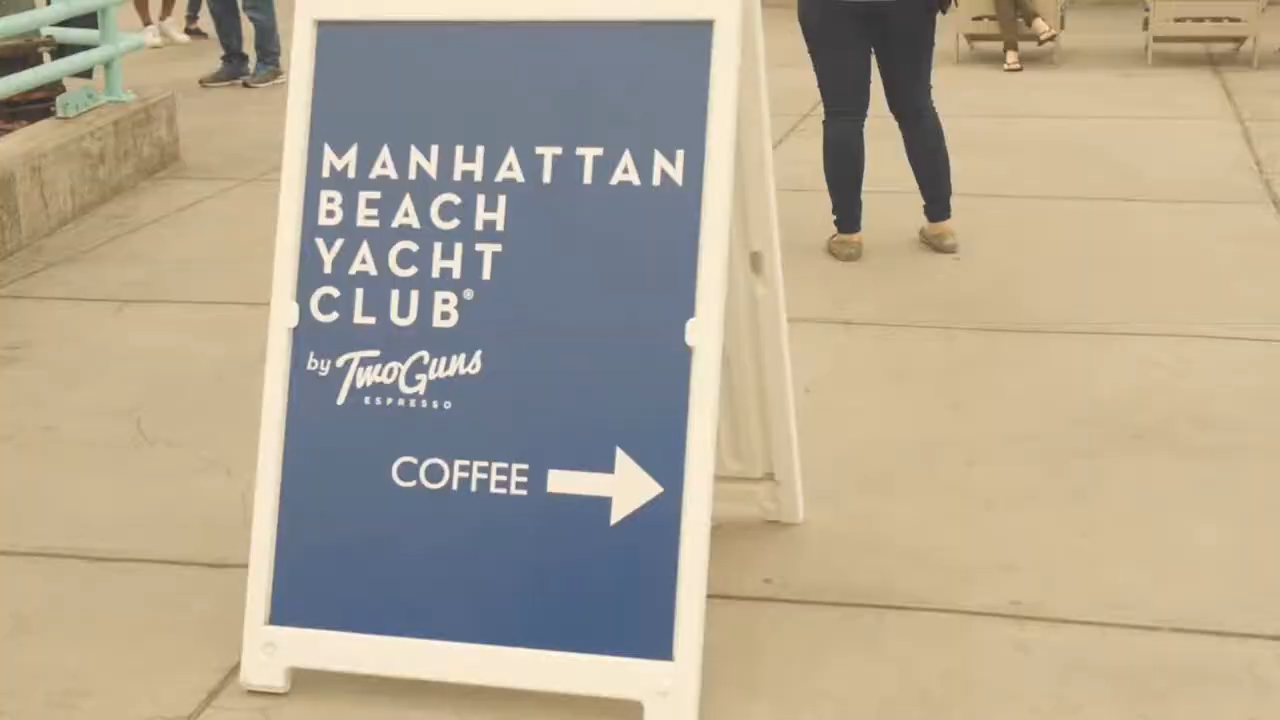 MANHATTAN
BEACH
YACHT
CLUB®
by TwoGuns
ESPRESSO
COFFEE